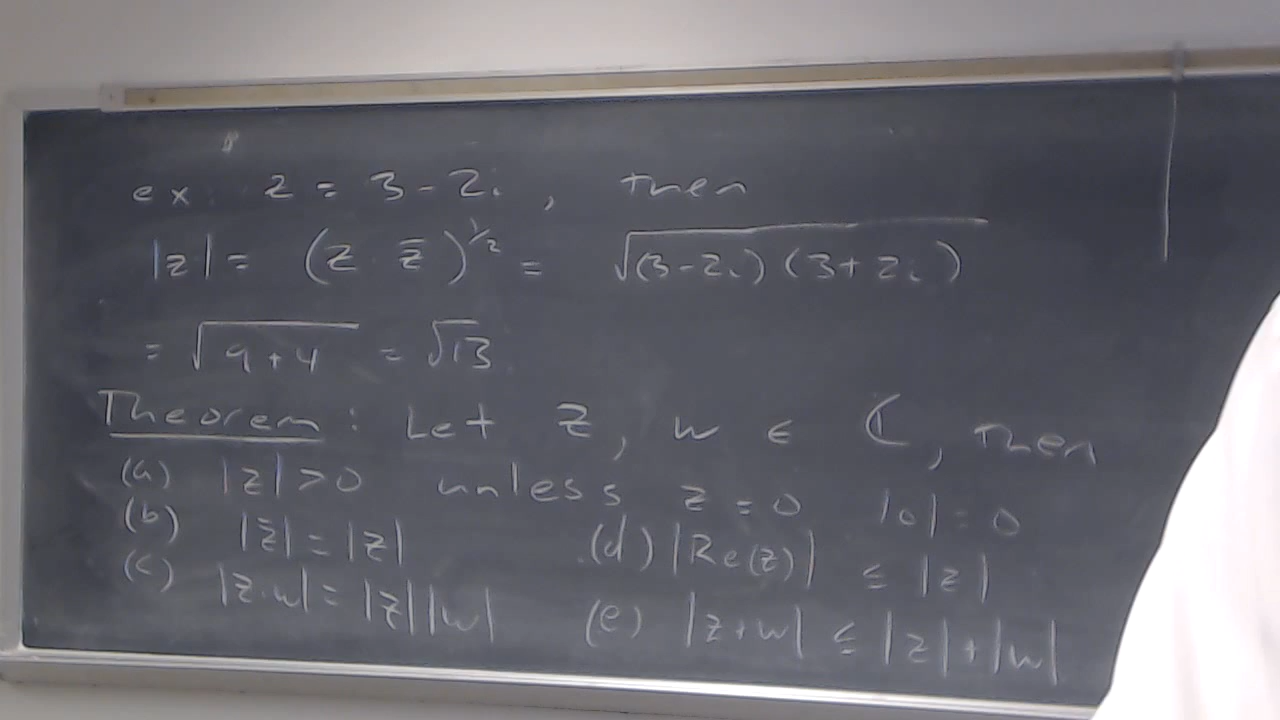 ex: z = 3 - 2i, then
|z| = (z · z̄)^1/2 = √(3-2i)(3+2i)
= √9+4 = √13
Theorem: Let z, w ∈ ℂ, then
(a) |z| > 0 unless z = 0 |0| = 0
(b) |z̄| = |z| (d) |Re(z)| ≤ |z|
(c) |z·w| = |z||w| (e) |z+w| ≤ |z|+|w|